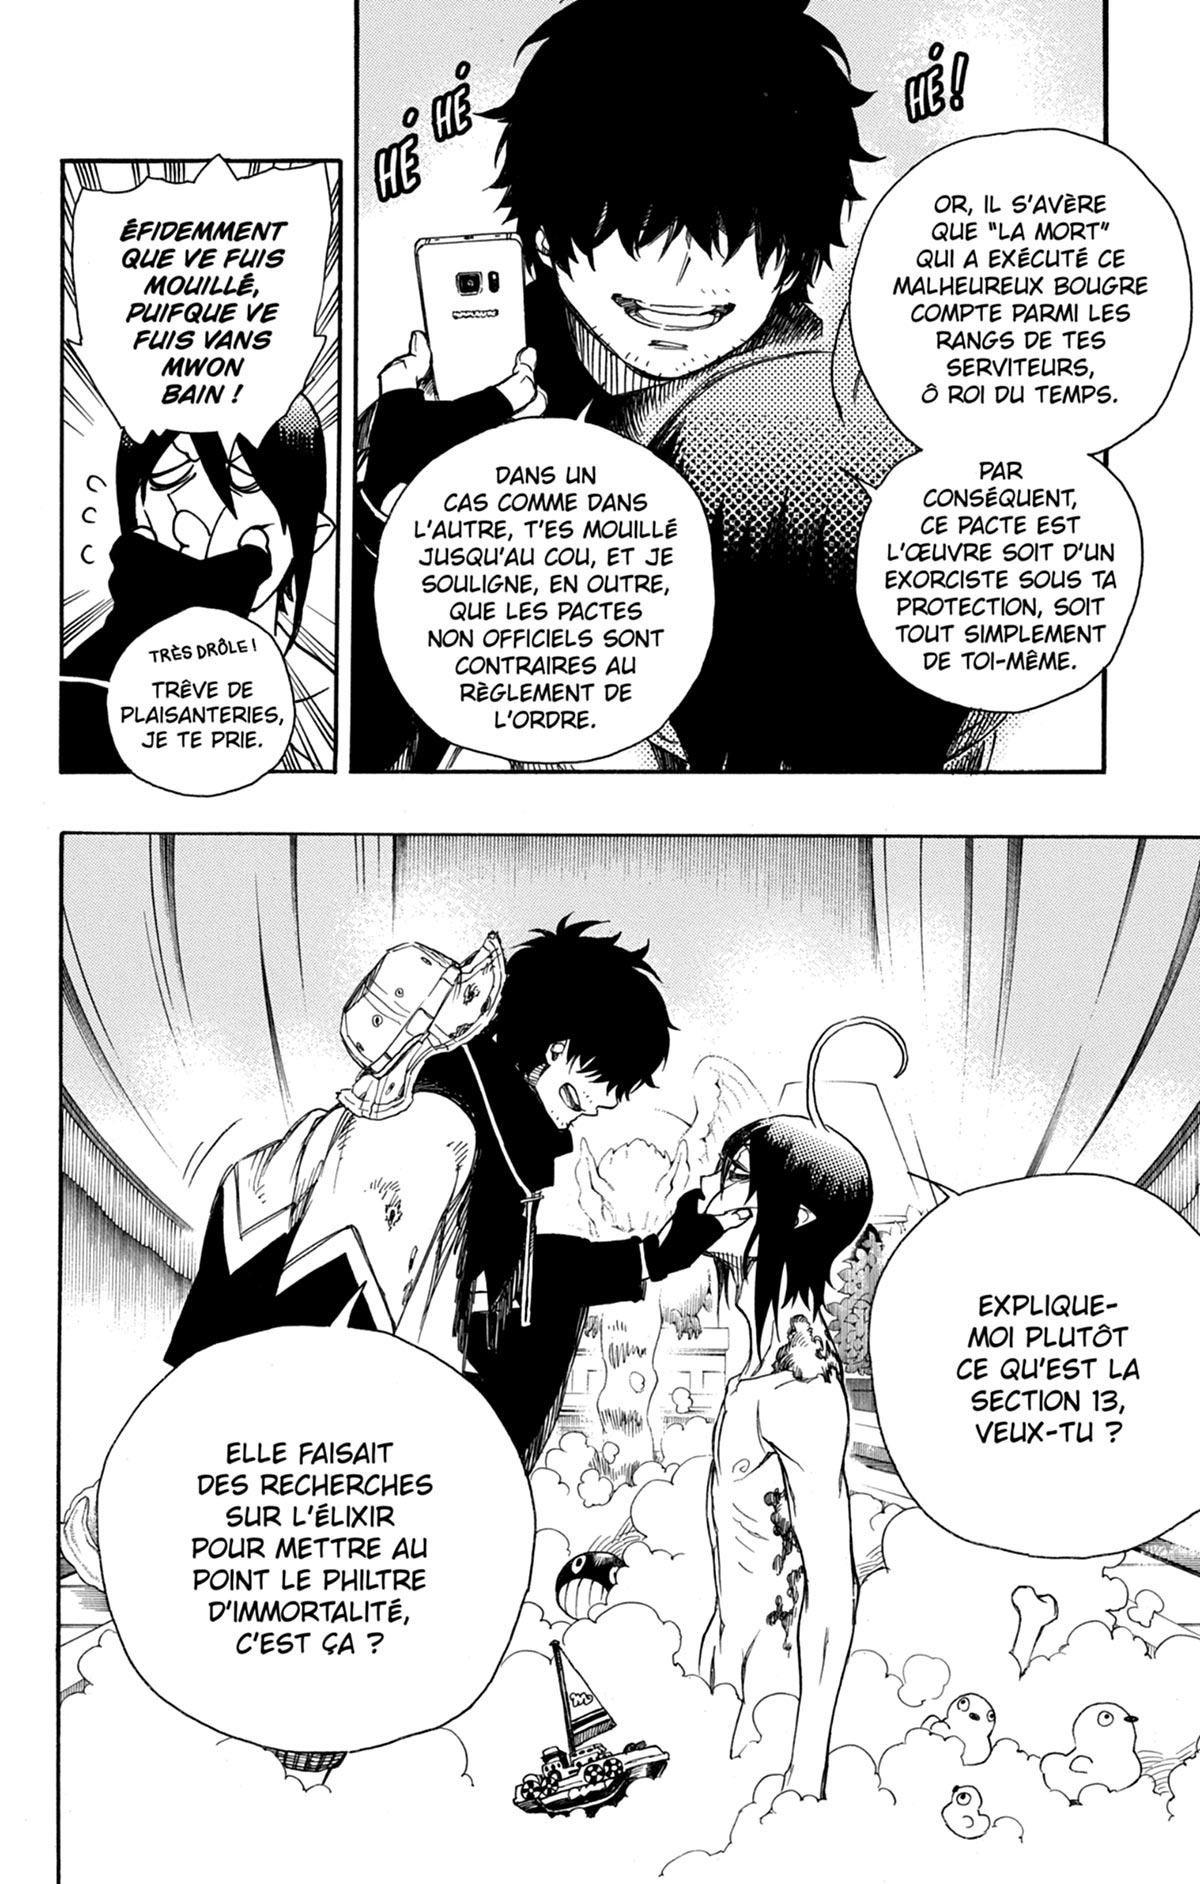 HÉ !
HÉ
HÉ
OR, IL S'AVÈRE
QUE "LA MORT"
QUI A EXÉCUTÉ CE
MALHEUREUX BOUGRE
COMPTE PARMI LES
RANGS DE TES
SERVITEURS,
Ô ROI DU TEMPS.
PAR
CONSÉQUENT,
CE PACTE EST
L'ŒUVRE SOIT D'UN
EXORCISTE SOUS TA
PROTECTION, SOIT
TOUT SIMPLEMENT
DE TOI-MÊME.
DANS UN
CAS COMME DANS
L'AUTRE, T'ES MOUILLÉ
JUSQU'AU COU, ET JE
SOULIGNE, EN OUTRE,
QUE LES PACTES
NON OFFICIELS SONT
CONTRAIRES AU
RÈGLEMENT DE
L'ORDRE.
ÉFIDEMMENT
QUE VE FUIS
MOUILLÉ,
PUIFQUE VE
FUIS VANS
MWON
BAIN !
TRÈS DRÔLE !
TRÊVE DE
PLAISANTERIES,
JE TE PRIE.
EXPLIQUE-
MOI PLUTÔT
CE QU'EST LA
SECTION 13,
VEUX-TU ?
ELLE FAISAIT
DES RECHERCHES
SUR L'ÉLIXIR
POUR METTRE AU
POINT LE PHILTRE
D'IMMORTALITÉ,
C'EST ÇA ?